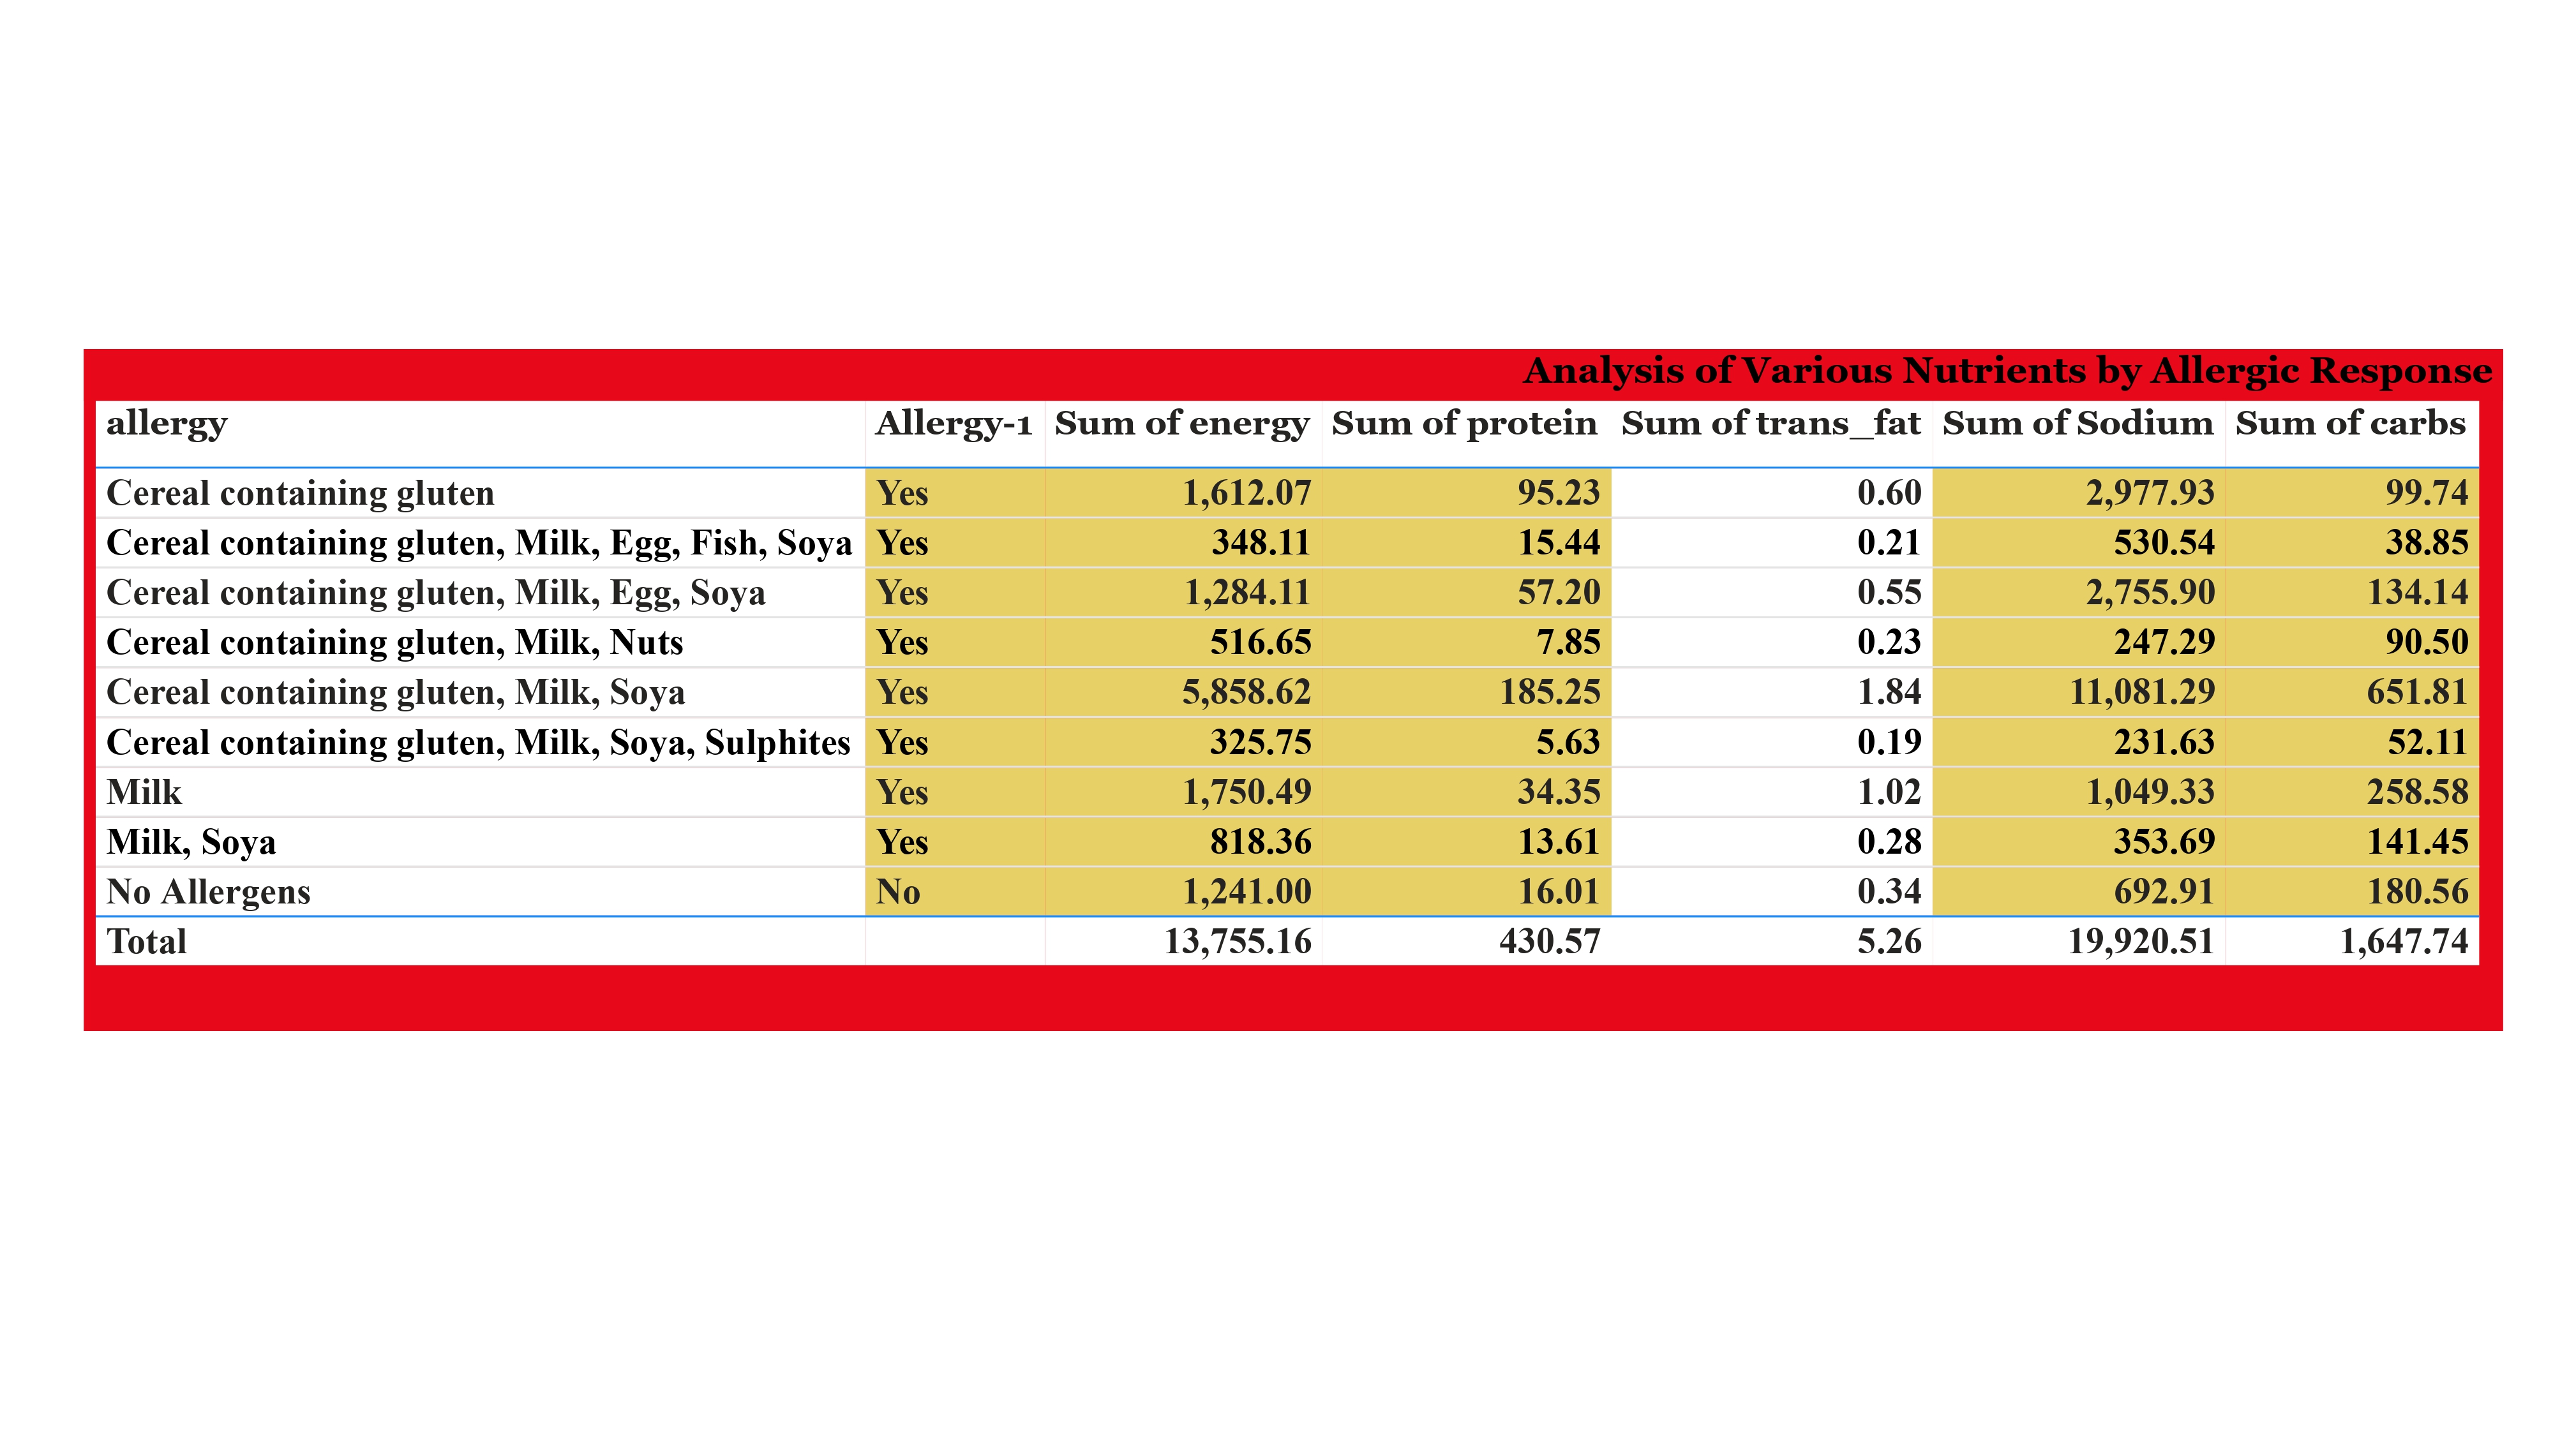 Analysis of Various Nutrients by Allergic Response
allergy Allergy-1 Sum of energy Sum of protein Sum of trans_fat Sum of Sodium Sum of carbs
Cereal containing gluten Yes 1,612.07 95.23 0.60 2,977.93 99.74
Cereal containing gluten, Milk, Egg, Fish, Soya Yes 348.11 15.44 0.21 530.54 38.85
Cereal containing gluten, Milk, Egg, Soya Yes 1,284.11 57.20 0.55 2,755.90 134.14
Cereal containing gluten, Milk, Nuts Yes 516.65 7.85 0.23 247.29 90.50
Cereal containing gluten, Milk, Soya Yes 5,858.62 185.25 1.84 11,081.29 651.81
Cereal containing gluten, Milk, Soya, Sulphites Yes 325.75 5.63 0.19 231.63 52.11
Milk Yes 1,750.49 34.35 1.02 1,049.33 258.58
Milk, Soya Yes 818.36 13.61 0.28 353.69 141.45
No Allergens No 1,241.00 16.01 0.34 692.91 180.56
Total 13,755.16 430.57 5.26 19,920.51 1,647.74